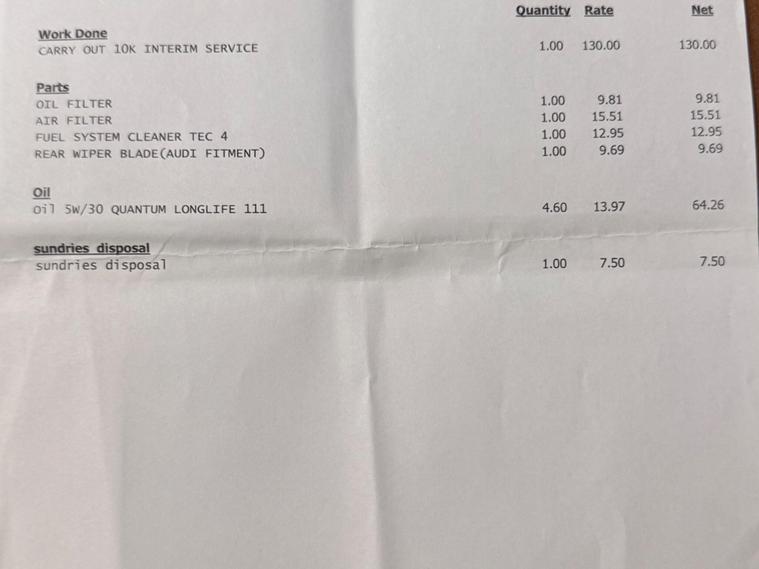 Quantity Rate Net
Work Done
CARRY OUT 10K INTERIM SERVICE 1.00 130.00 130.00
Parts
OIL FILTER 1.00 9.81 9.81
AIR FILTER 1.00 15.51 15.51
FUEL SYSTEM CLEANER TEC 4 1.00 12.95 12.95
REAR WIPER BLADE(AUDI FITMENT) 1.00 9.69 9.69
Oil
Oil 5W/30 QUANTUM LONGLIFE 111 4.60 13.97 64.26
sundries disposal
sundries disposal 1.00 7.50 7.50